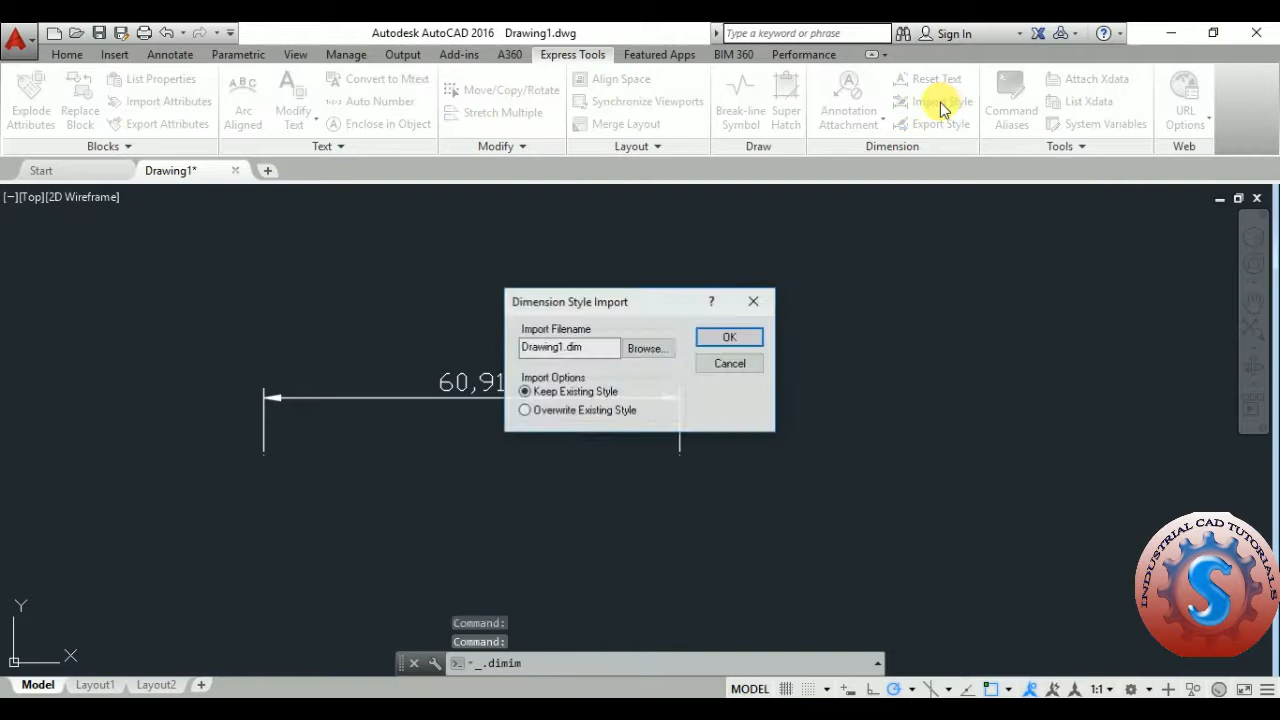 Autodesk AutoCAD 2016 Drawing1.dwg
Type a keyword or phrase
Sign In
Home Insert Annotate Parametric View Manage Output Add-ins A360 Express Tools Featured Apps BIM 360 Performance
Explode Attributes
Replace Block
List Properties
Import Attributes
Export Attributes
Blocks
Arc Aligned
Modify Text
Convert to Mtext
Auto Number
Enclose in Object
Text
Move/Copy/Rotate
Stretch Multiple
Modify
Align Space
Synchronize Viewports
Merge Layout
Layout
Break-line Symbol
Super Hatch
Draw
Annotation Attachment
Reset Text
Import Style
Export Style
Dimension
Command Aliases
Attach Xdata
List Xdata
System Variables
Tools
URL Options
Web
Start Drawing1*
[−][Top][2D Wireframe]
Dimension Style Import
Import Filename
Drawing1.dim
Browse...
OK
Cancel
Import Options
Keep Existing Style
Overwrite Existing Style
60,91
INDUSTRIAL CAD TUTORIALS
S
Y
X
Command:
Command:
_.dimim
Model Layout1 Layout2
MODEL
1:1